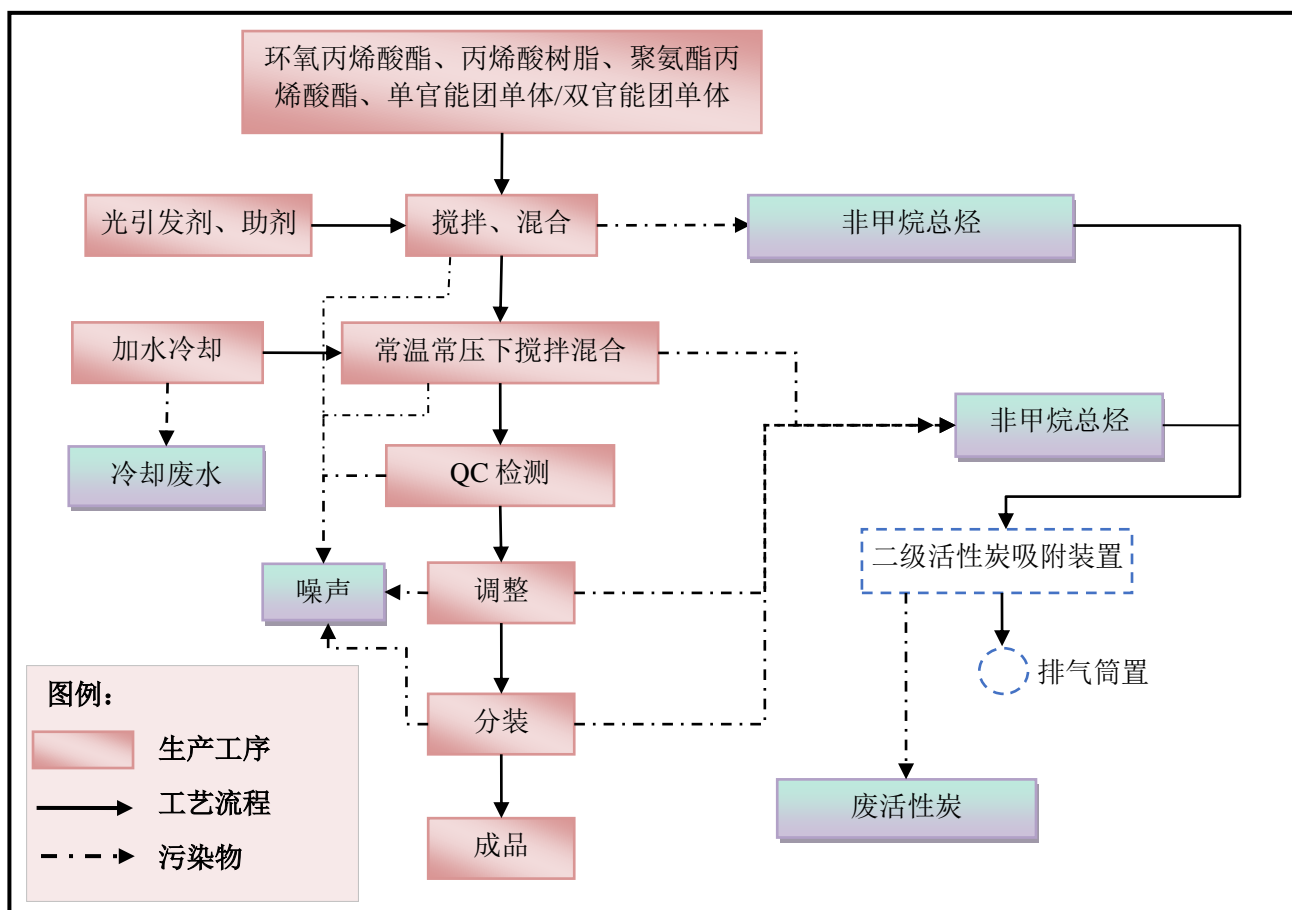 环氧丙烯酸酯、丙烯酸树脂、聚氨酯丙
烯酸酯、单官能团单体/双官能团单体
光引发剂、助剂
搅拌、混合
非甲烷总烃
加水冷却
常温常压下搅拌混合
非甲烷总烃
冷却废水
QC 检测
二级活性炭吸附装置
噪声
调整
排气筒置
图例:
分装
生产工序
工艺流程
废活性炭
成品
污染物